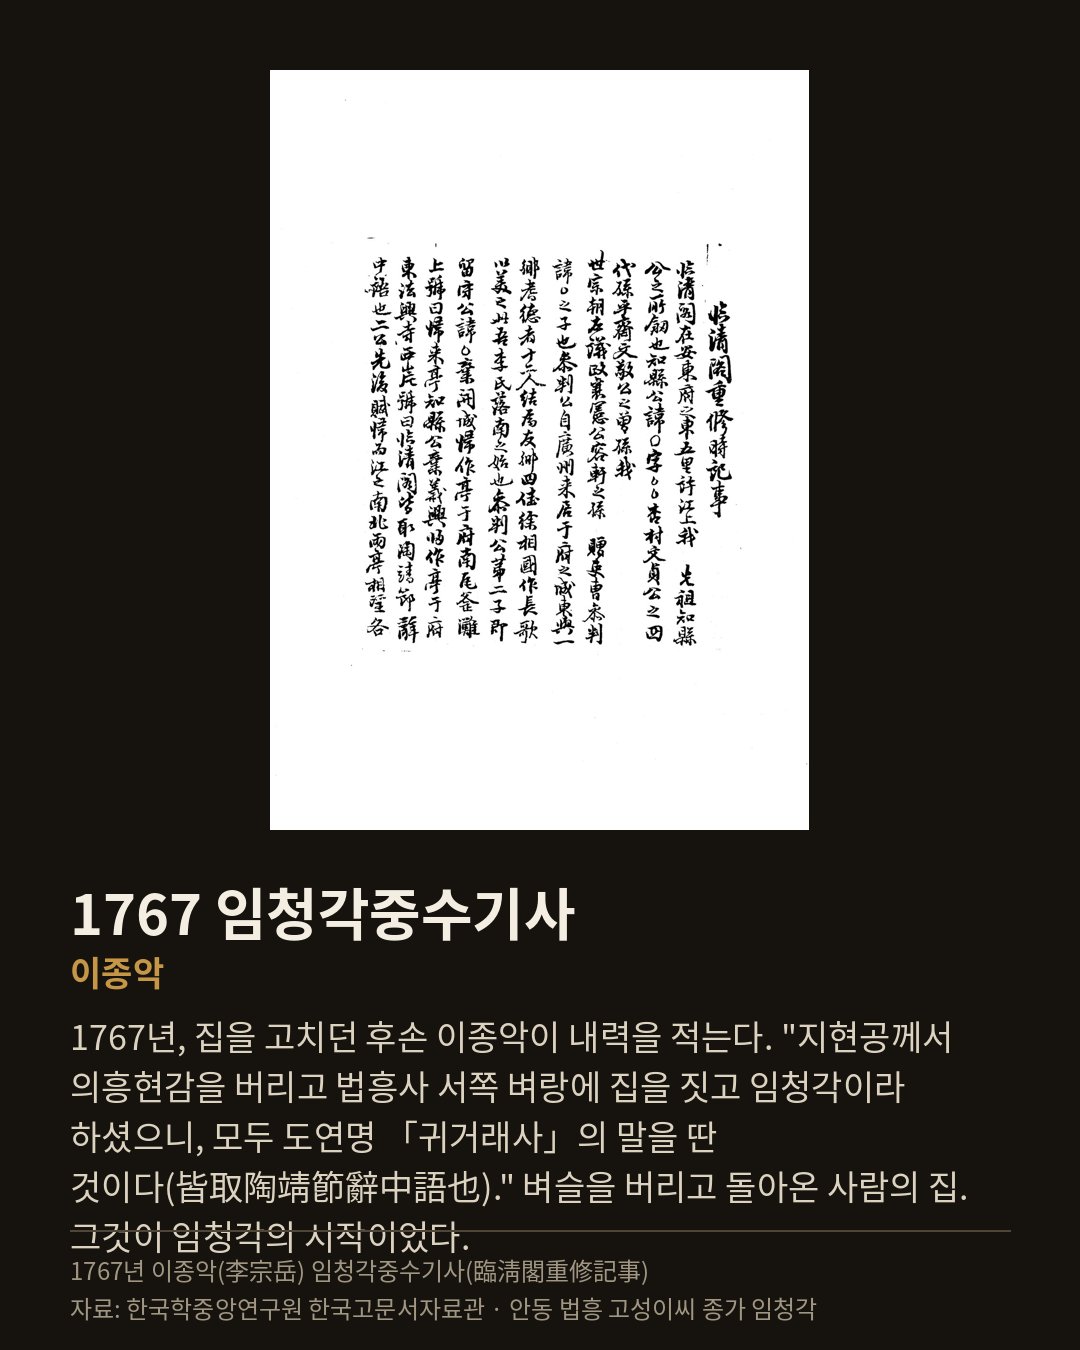 臨清閣重修時記事
臨清閣在安東府之東五里許江上我 先祖知縣
公之所刱也知縣公諱○字○○杏村文貞公之四
代孫平齋文敬公之曾孫我
世宗朝左議政襄憲公容軒之孫 贈吏曹參判
諱○之子也參判公自廣州來居于府之城東與一
鄕耆德者十二人結爲友鄕四佳徐相國作長歌
以美之此吾李氏落南之始也參判公第二子卽
留守公諱○棄開城歸作亭于府南瓦釜灘
上號曰歸來亭知縣公棄義興歸作亭于府
東法興寺西崖號曰臨清閣皆取陶靖節辭
中語也二公先後賦歸而江之南北兩亭相望各
1767 임청각중수기사
이종악
1767년, 집을 고치던 후손 이종악이 내력을 적는다. "지현공께서
의흥현감을 버리고 법흥사 서쪽 벼랑에 집을 짓고 임청각이라
하셨으니, 모두 도연명 「귀거래사」의 말을 딴
것이다(皆取陶靖節辭中語也)." 벼슬을 버리고 돌아온 사람의 집.
그것이 임청각의 시작이었다.
1767년 이종악(李宗岳) 임청각중수기사(臨淸閣重修記事)
자료: 한국학중앙연구원 한국고문서자료관 · 안동 법흥 고성이씨 종가 임청각